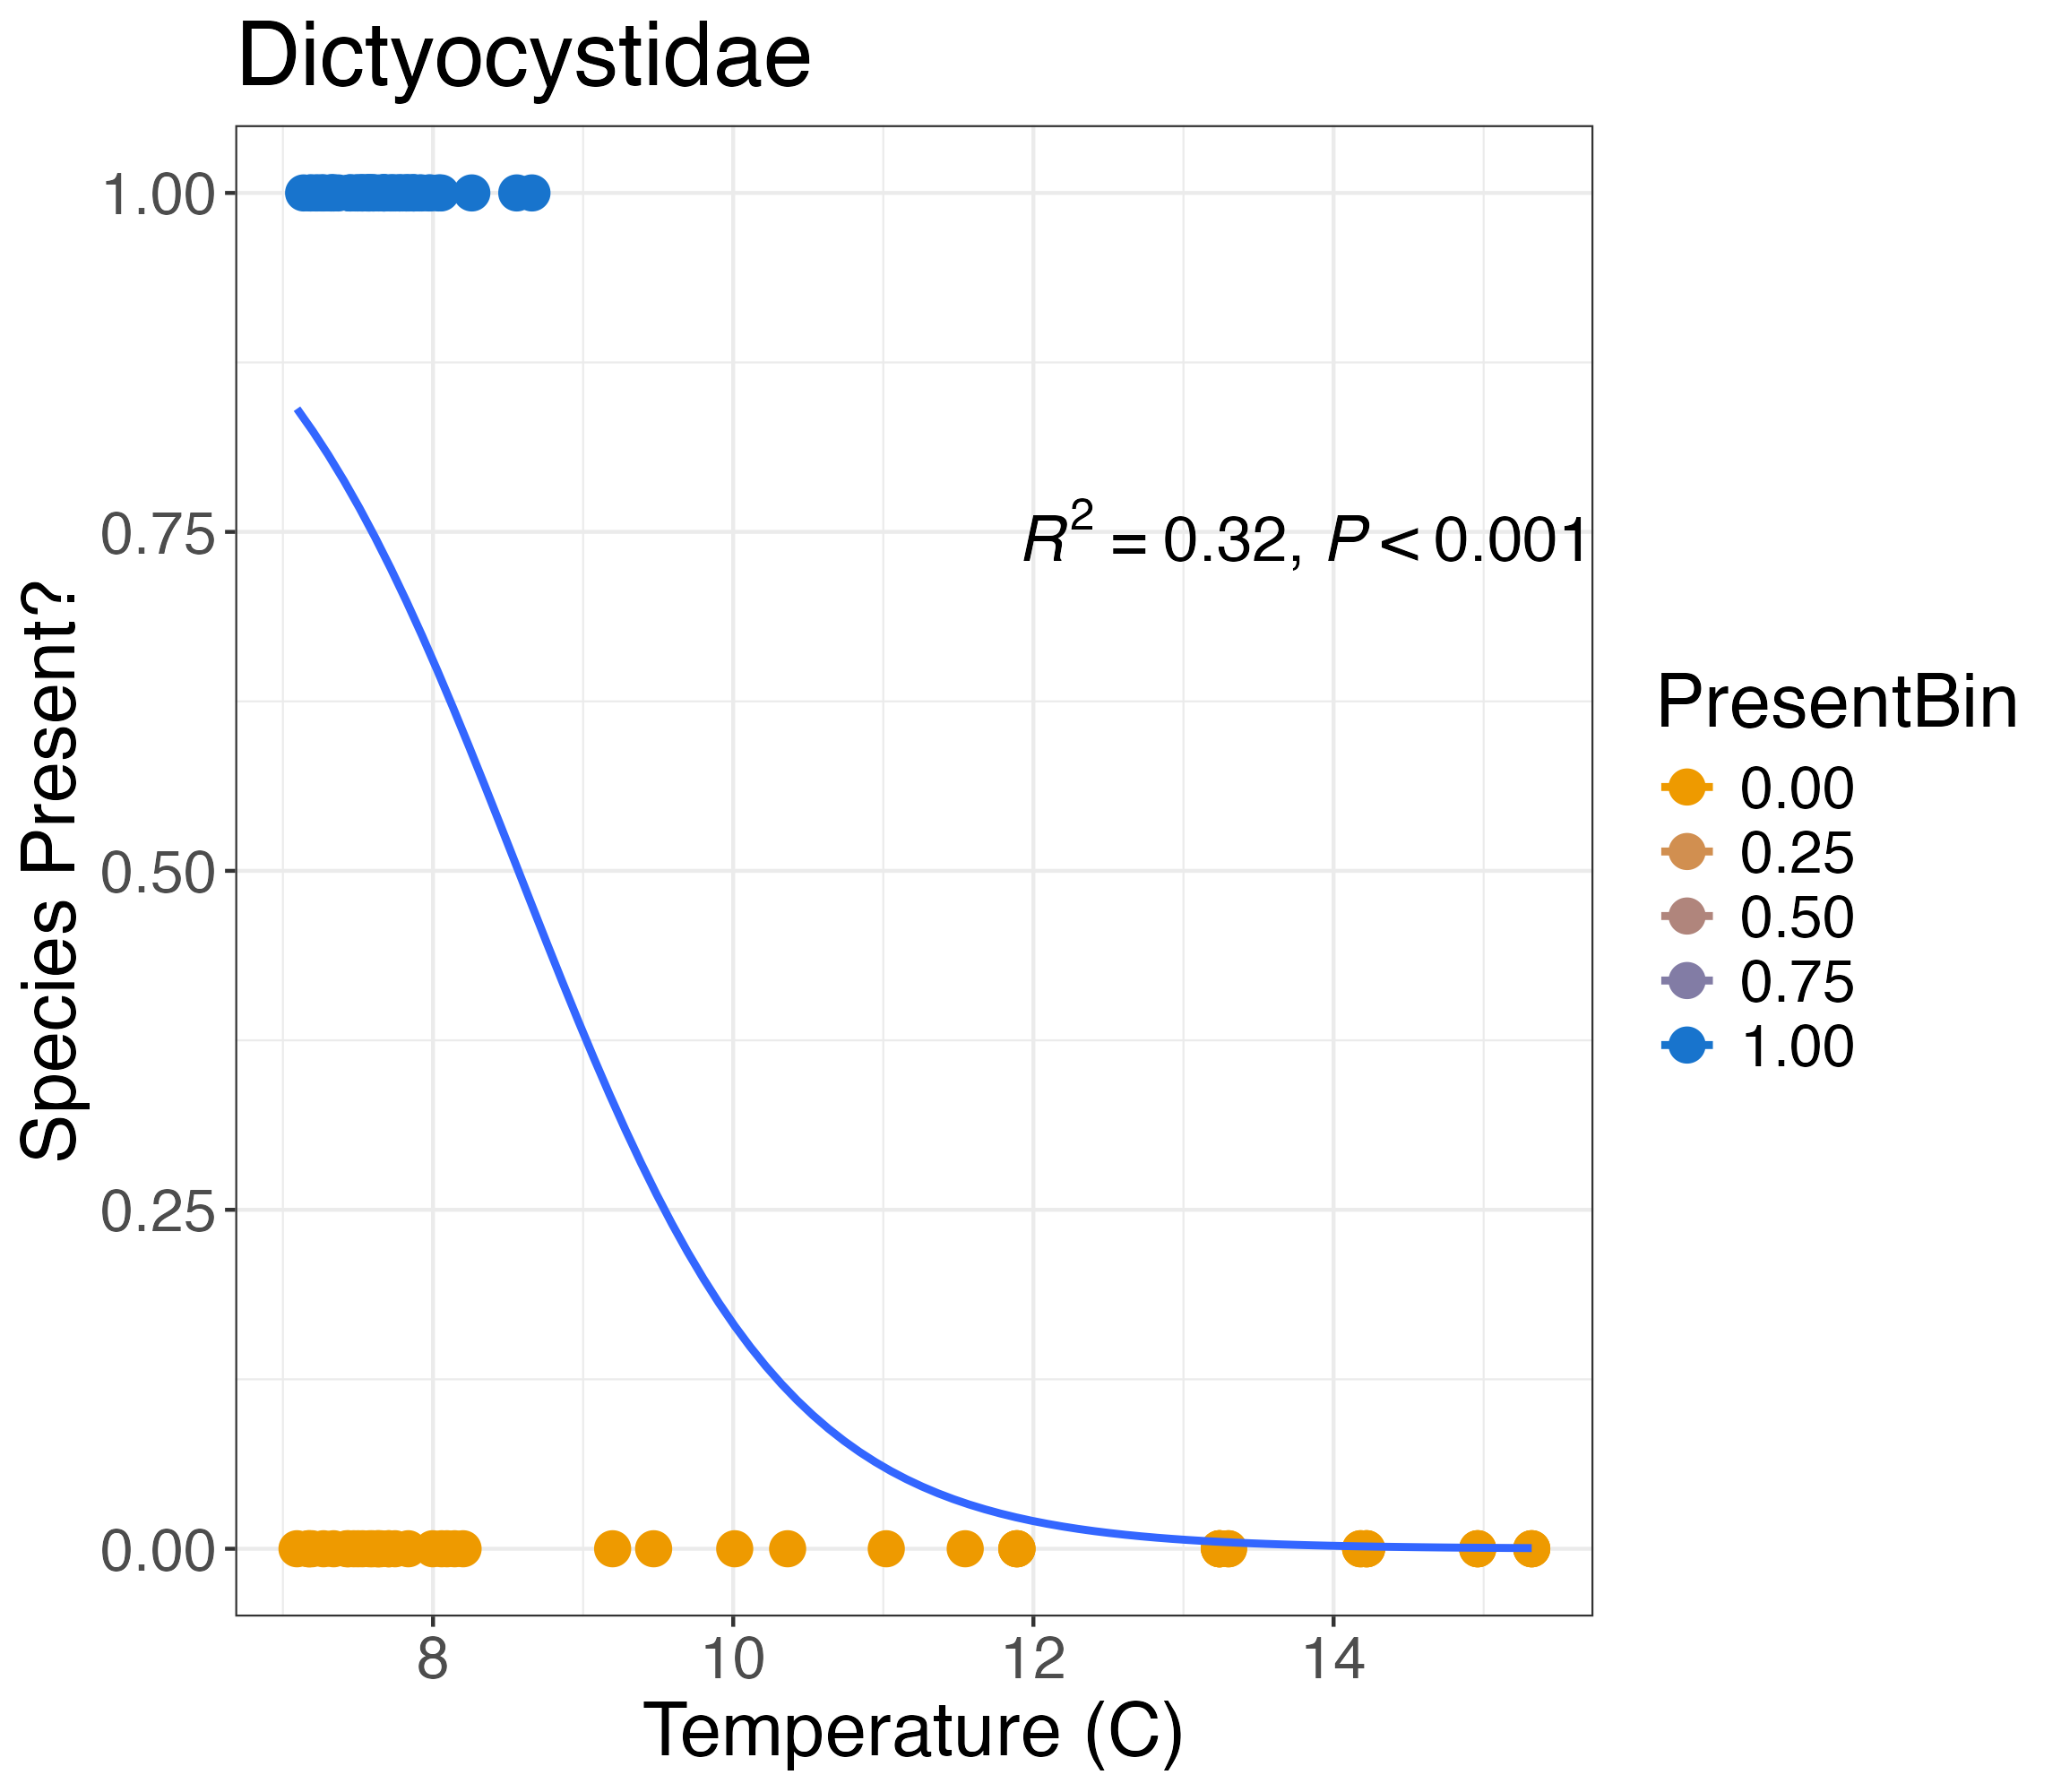 Dictyocystidae
1.00
0.75
0.50
0.25
0.00
Species Present?
R² = 0.32, P < 0.001
8 10 12 14
Temperature (C)
PresentBin
0.00
0.25
0.50
0.75
1.00